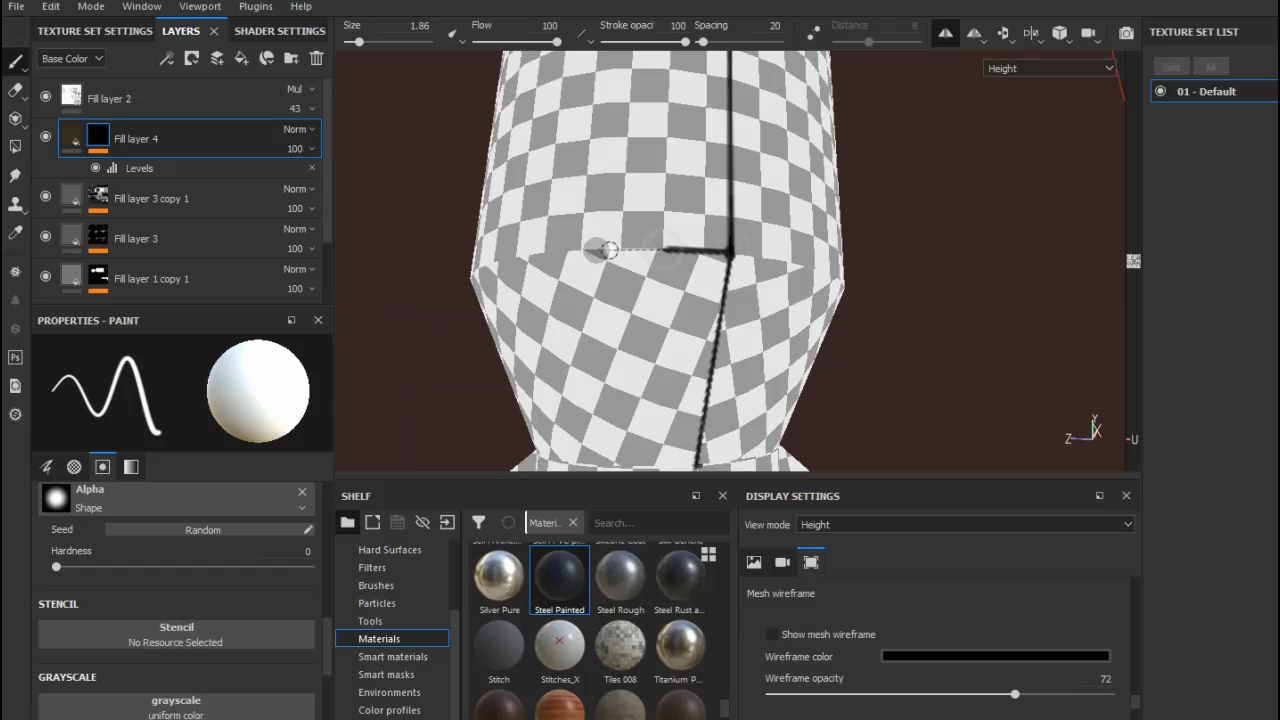 File Edit Mode Window Viewport Plugins Help
TEXTURE SET SETTINGS LAYERS SHADER SETTINGS
Size 1.86 Flow 100 Stroke opaci 100 Spacing 20 Distance 8
TEXTURE SET LIST
Base Color
Solo All
Height
01 - Default
Fill layer 2 Mul 43
Fill layer 4 Norm 100
Levels
Fill layer 3 copy 1 Norm 100
Fill layer 3 Norm 100
Fill layer 1 copy 1 Norm 100
PROPERTIES - PAINT
Ps
Y
Z X
-U
Alpha
Shape
Seed Random
Hardness 0
STENCIL
Stencil
No Resource Selected
GRAYSCALE
grayscale
uniform color
SHELF
Materi...
Search...
Hard Surfaces
Filters
Brushes
Particles
Tools
Materials
Smart materials
Smart masks
Environments
Color profiles
Silver Pure Steel Painted Steel Rough Steel Rust a...
Stitch Stitches_X Tiles 008 Titanium P...
DISPLAY SETTINGS
View mode Height
Mesh wireframe
Show mesh wireframe
Wireframe color
Wireframe opacity 72